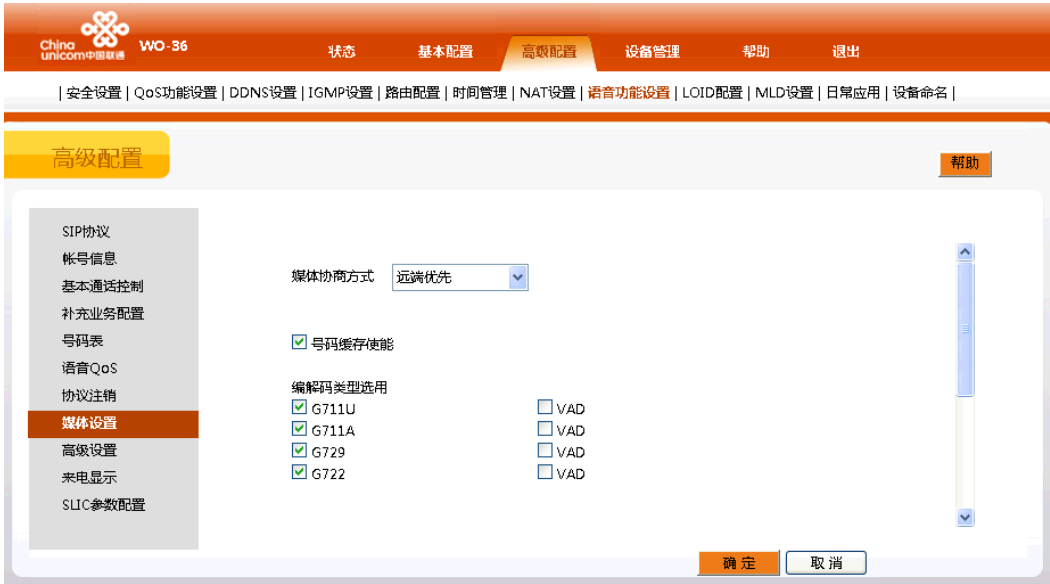 China
unicom中国联通
WO-36
状态 基本配置 高级配置 设备管理 帮助 退出
| 安全设置 | QoS功能设置 | DDNS设置 | IGMP设置 | 路由配置 | 时间管理 | NAT设置 | 语音功能设置 | LOID配置 | MLD设置 | 日常应用 | 设备命名 |
高级配置
帮助
SIP协议
帐号信息
基本通话控制
补充业务配置
号码表
语音QoS
协议注销
媒体设置
高级设置
来电显示
SLIC参数配置
媒体协商方式 远端优先
号码缓存使能
编解码类型选用
G711U VAD
G711A VAD
G729 VAD
G722 VAD
确定 取消